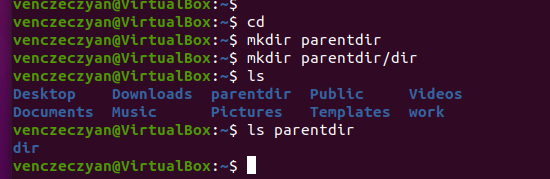 venczeczyan@VirtualBox:~$
venczeczyan@VirtualBox:~$ cd
venczeczyan@VirtualBox:~$ mkdir parentdir
venczeczyan@VirtualBox:~$ mkdir parentdir/dir
venczeczyan@VirtualBox:~$ ls
Desktop Downloads parentdir Public Videos
Documents Music Pictures Templates work
venczeczyan@VirtualBox:~$ ls parentdir
dir
venczeczyan@VirtualBox:~$